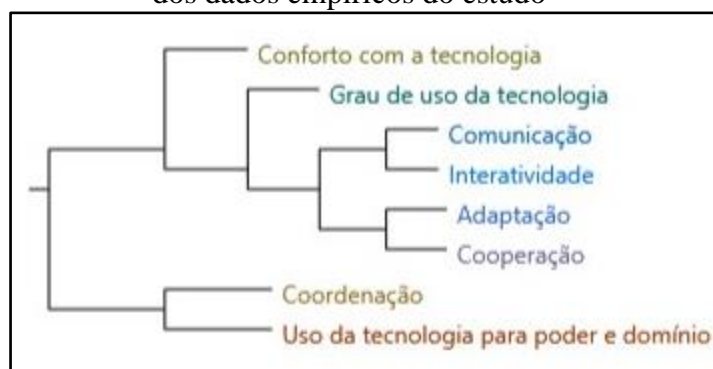 dos dados empíricos do estudo
Conforto com a tecnologia
Grau de uso da tecnologia
Comunicação
Interatividade
Adaptação
Cooperação
Coordenação
Uso da tecnologia para poder e domínio